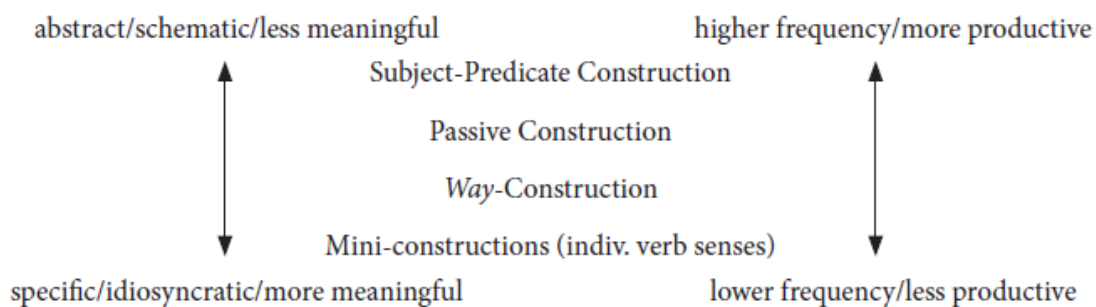 abstract/schematic/less meaningful higher frequency/more productive
Subject-Predicate Construction
Passive Construction
Way-Construction
Mini-constructions (indiv. verb senses)
specific/idiosyncratic/more meaningful lower frequency/less productive